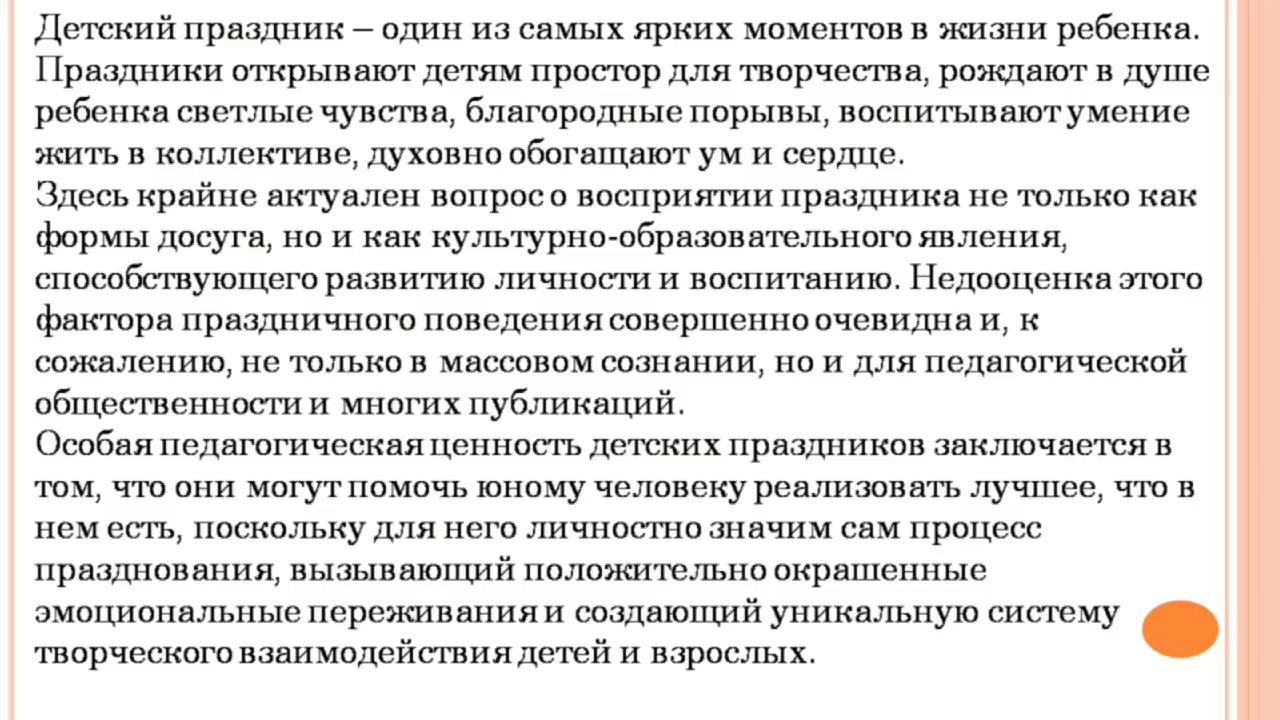 Детский праздник – один из самых ярких моментов в жизни ребенка.
Праздники открывают детям простор для творчества, рождают в душе
ребенка светлые чувства, благородные порывы, воспитывают умение
жить в коллективе, духовно обогащают ум и сердце.
Здесь крайне актуален вопрос о восприятии праздника не только как
формы досуга, но и как культурно-образовательного явления,
способствующего развитию личности и воспитанию. Недооценка этого
фактора праздничного поведения совершенно очевидна и, к
сожалению, не только в массовом сознании, но и для педагогической
общественности и многих публикаций.
Особая педагогическая ценность детских праздников заключается в
том, что они могут помочь юному человеку реализовать лучшее, что в
нем есть, поскольку для него личностно значим сам процесс
празднования, вызывающий положительно окрашенные
эмоциональные переживания и создающий уникальную систему
творческого взаимодействия детей и взрослых.